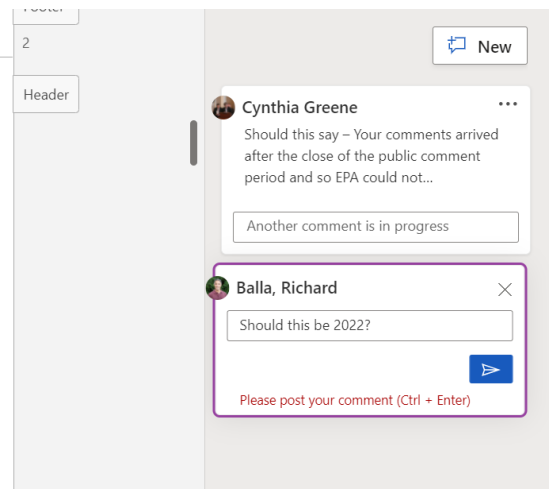 Footer
2
Header
New
Cynthia Greene
Should this say – Your comments arrived
after the close of the public comment
period and so EPA could not...
Another comment is in progress
Balla, Richard
Should this be 2022?
Please post your comment (Ctrl + Enter)